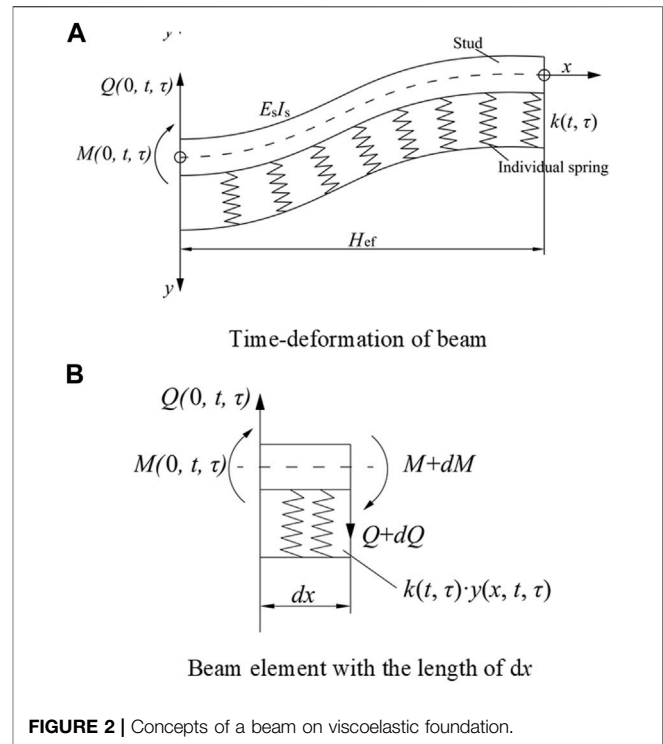 A
y
Stud
x
Q(0, t, τ)
EsIs
k(t, τ)
M(0, t, τ)
Individual spring
Hef
y
Time-deformation of beam
B
Q(0, t, τ)
M(0, t, τ)
M+dM
Q+dQ
k(t, τ)·y(x, t, τ)
dx
Beam element with the length of dx
FIGURE 2 | Concepts of a beam on viscoelastic foundation.